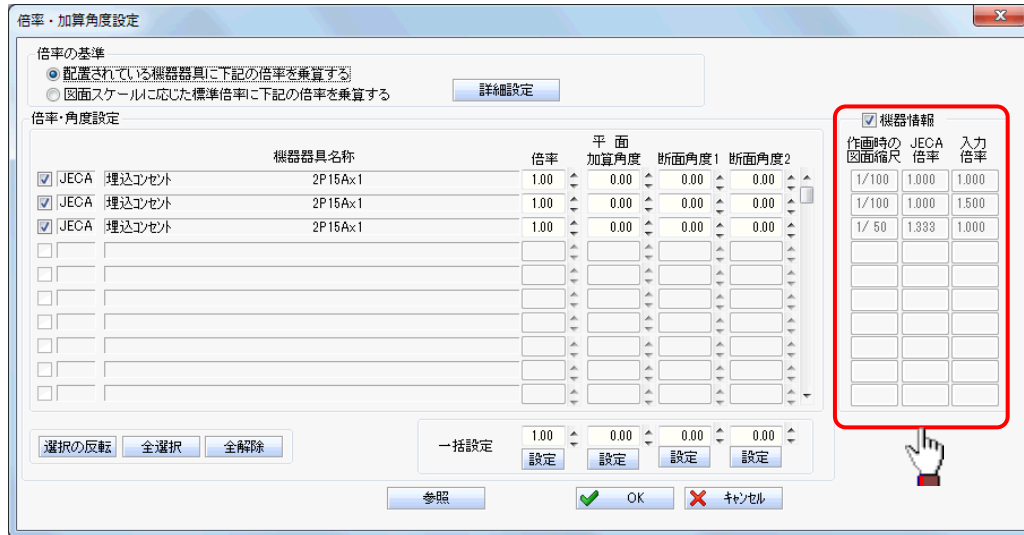 倍率・加算角度設定
倍率の基準
配置されている機器器具に下記の倍率を乗算する
図面スケールに応じた標準倍率に下記の倍率を乗算する
詳細設定
倍率・角度設定
機器器具名称 倍率 平面加算角度 断面角度1 断面角度2
JECA 埋込コンセント 2P15Ax1 1.00 0.00 0.00 0.00
JECA 埋込コンセント 2P15Ax1 1.00 0.00 0.00 0.00
JECA 埋込コンセント 2P15Ax1 1.00 0.00 0.00 0.00
機器情報
作画時の図面縮尺 JECA倍率 入力倍率
1/100 1.000 1.000
1/100 1.000 1.500
1/ 50 1.333 1.000
選択の反転 全選択 全解除
一括設定 1.00 0.00 0.00 0.00
設定 設定 設定 設定
参照 OK キャンセル